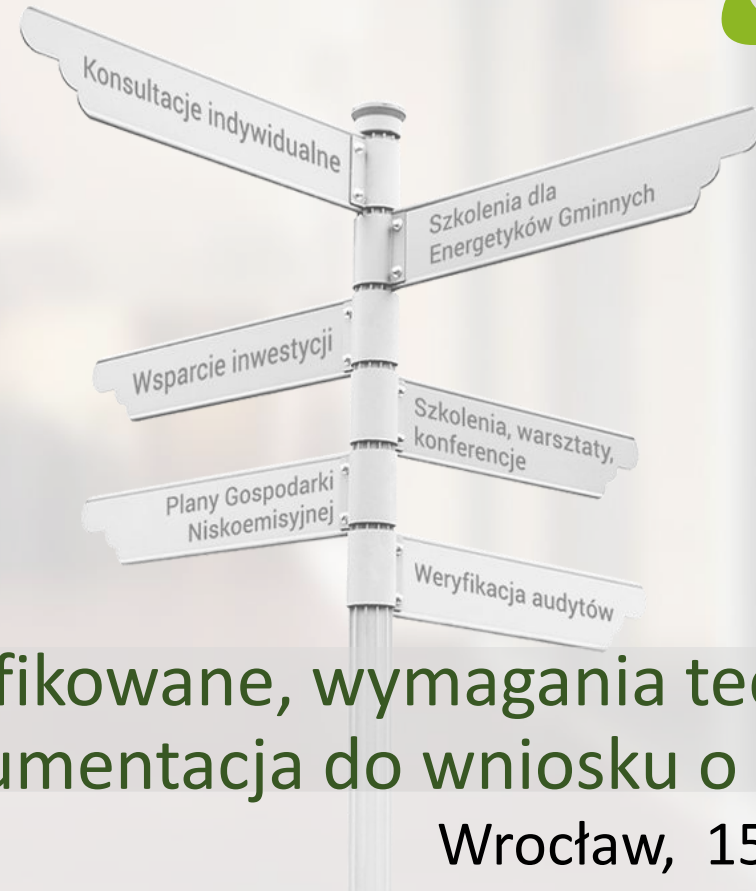 Konsultacje indywidualne
Szkolenia dla
Energetyków Gminnych
Wsparcie inwestycji
Szkolenia, warsztaty,
konferencje
Plany Gospodarki
Niskoemisyjnej
Weryfikacja audytów
fikowane, wymagania tec
umentacja do wniosku o
Wrocław, 15